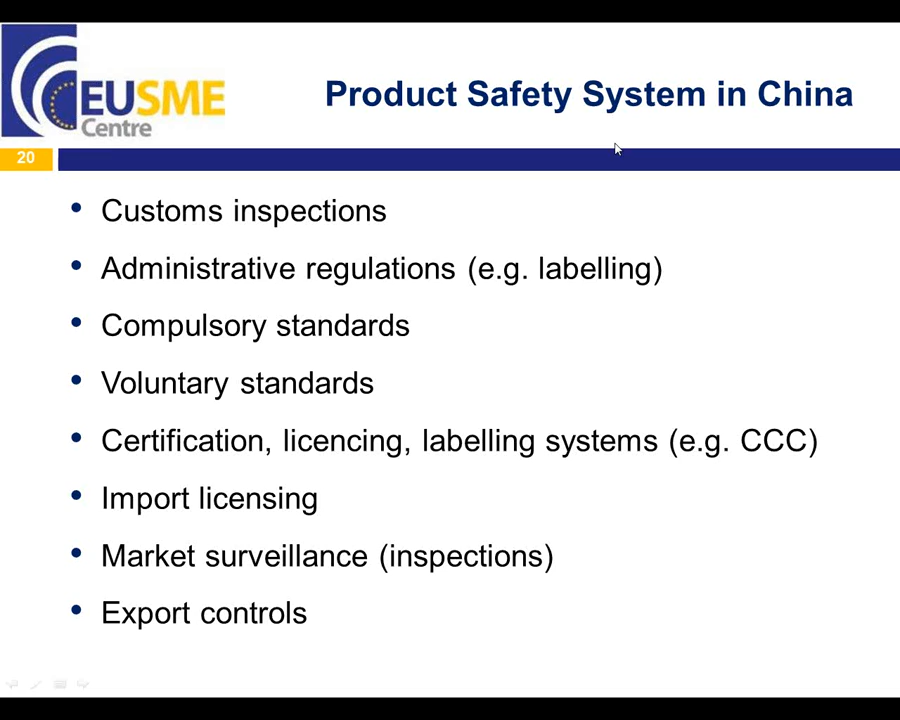 EUSME
Centre
Product Safety System in China
20
• Customs inspections
• Administrative regulations (e.g. labelling)
• Compulsory standards
• Voluntary standards
• Certification, licencing, labelling systems (e.g. CCC)
• Import licensing
• Market surveillance (inspections)
• Export controls